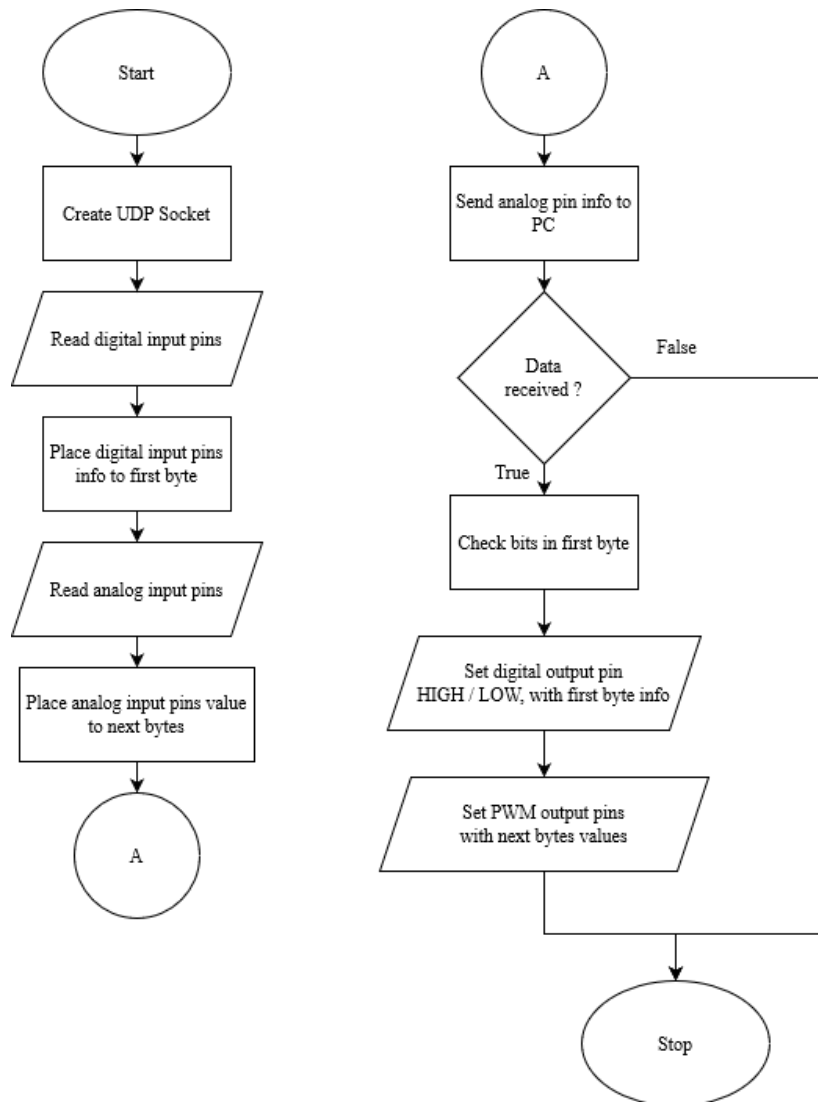 Start
Create UDP Socket
Read digital input pins
Place digital input pins
info to first byte
Read analog input pins
Place analog input pins value
to next bytes
A
A
Send analog pin info to
PC
Data
received ?
False
True
Check bits in first byte
Set digital output pin
HIGH / LOW, with first byte info
Set PWM output pins
with next bytes values
Stop